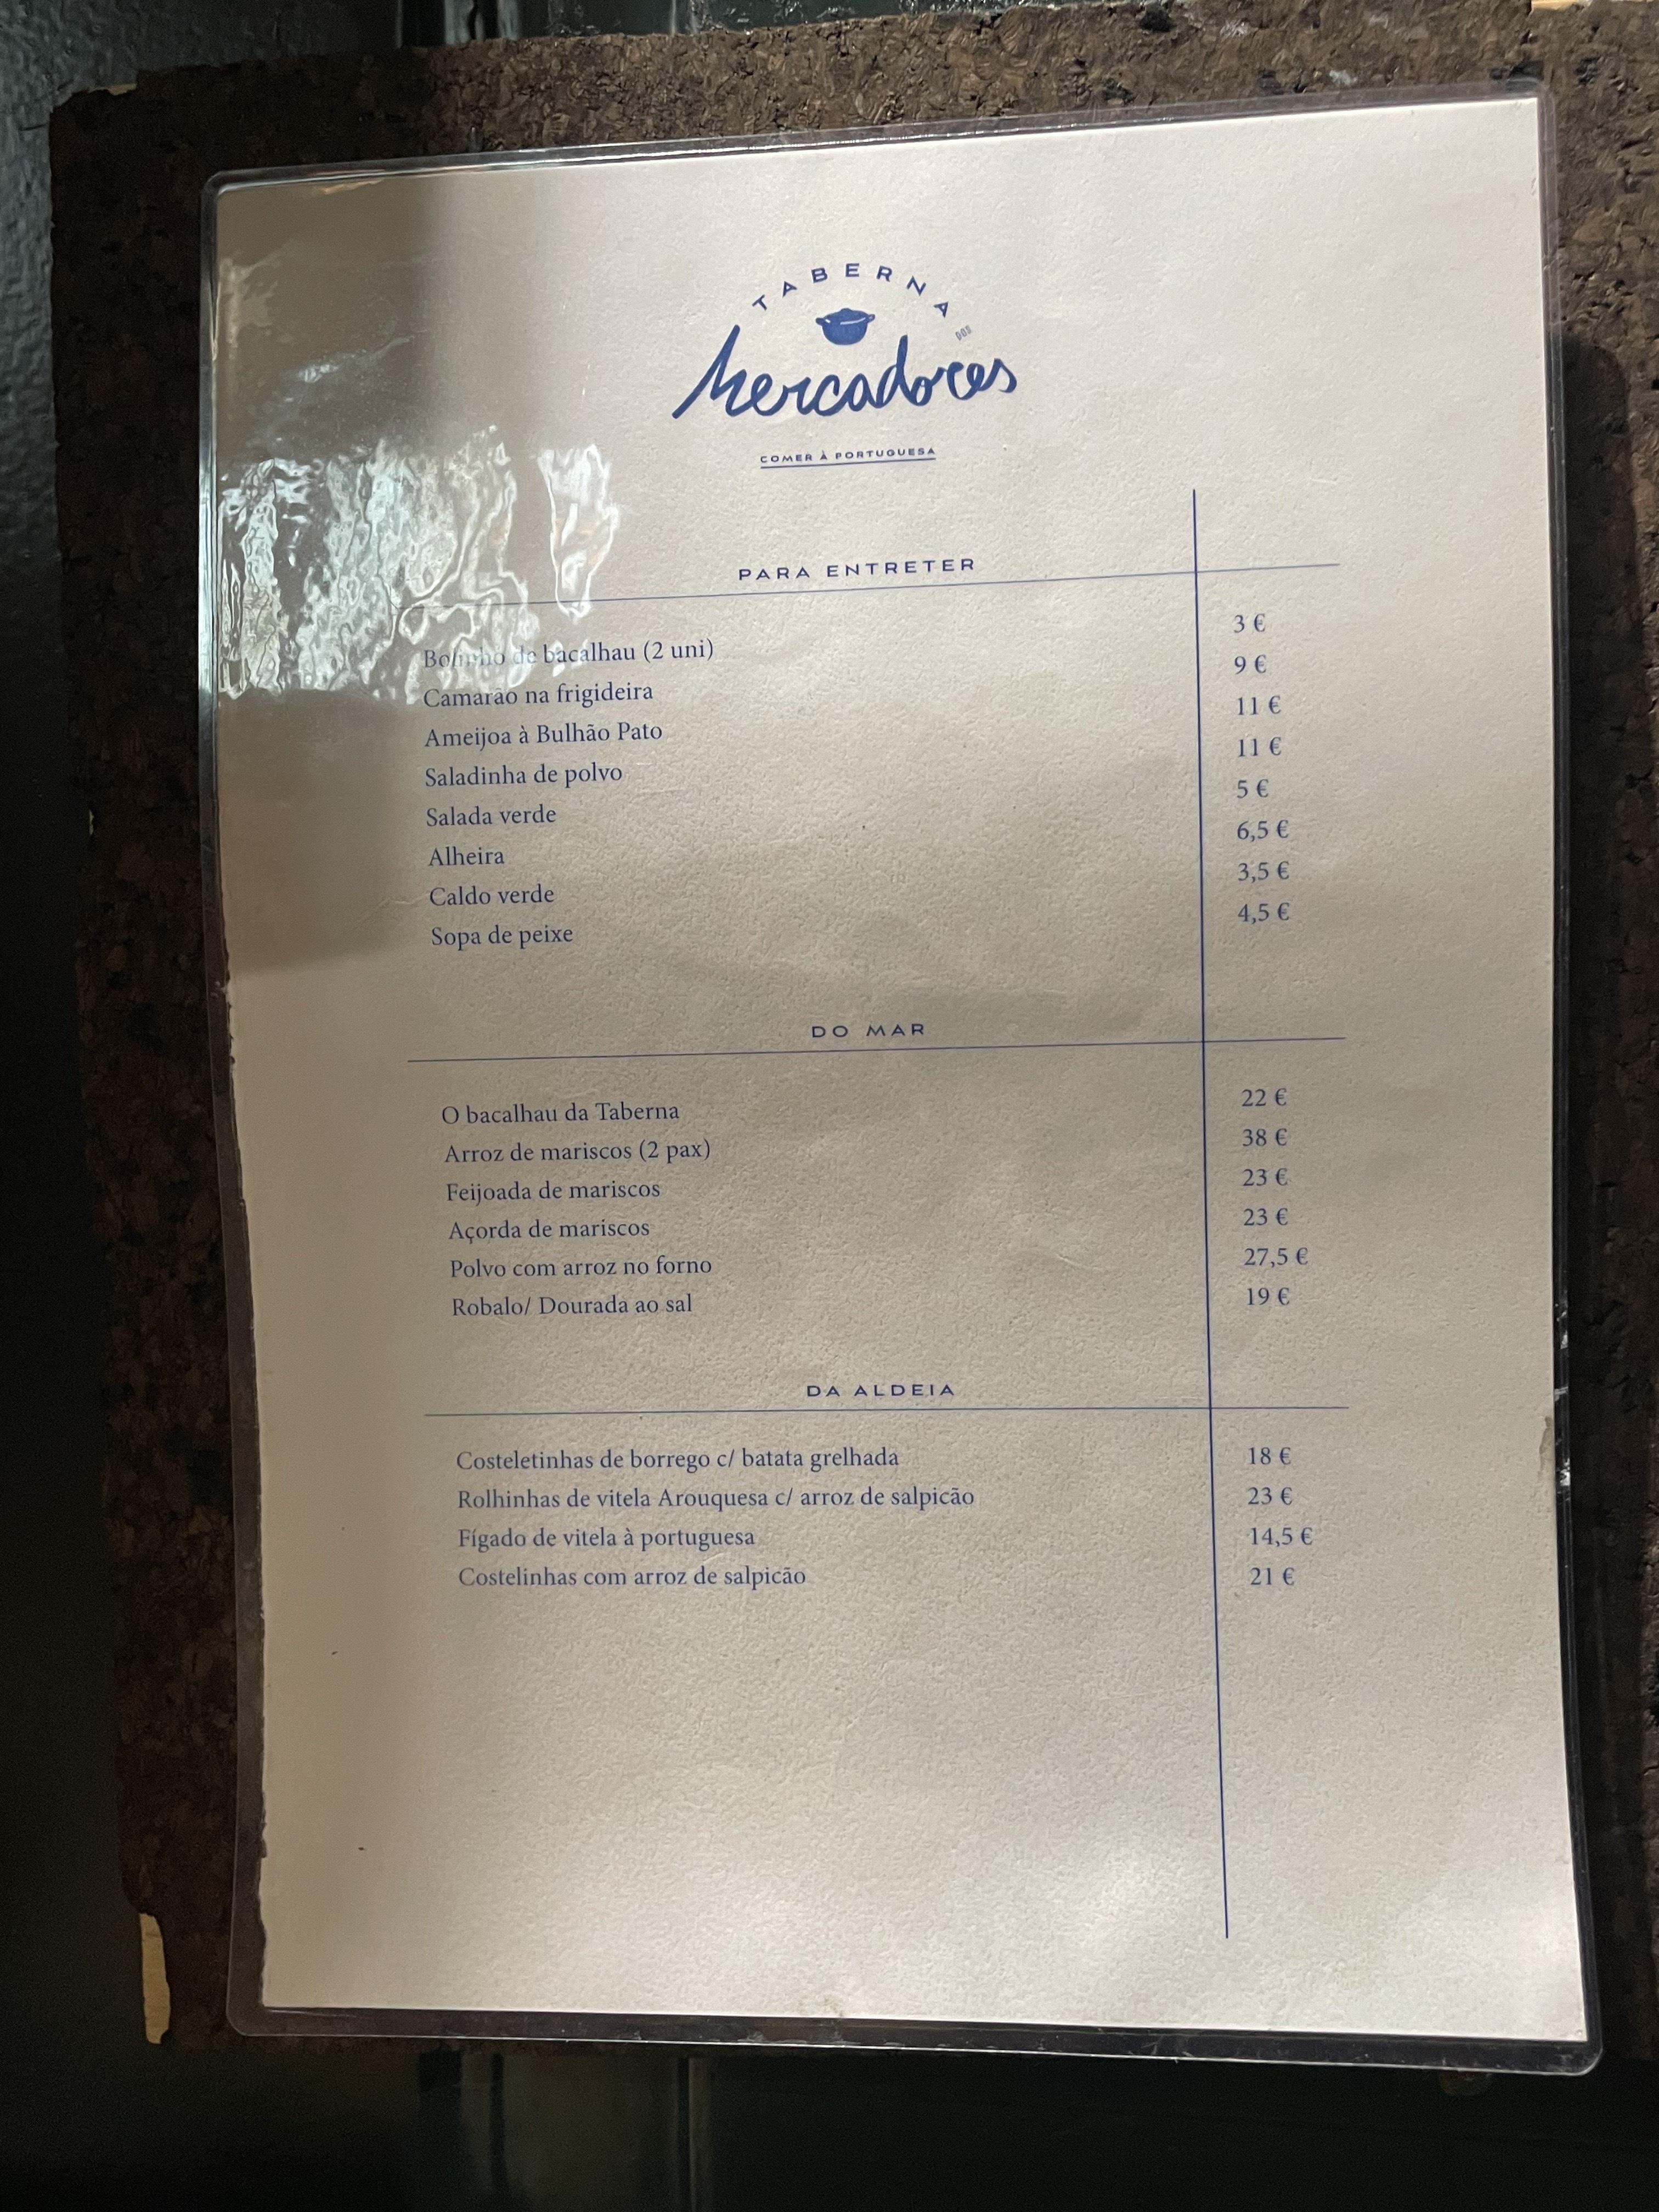 TABERNA
DOS
Mercadores
COMER À PORTUGUESA
PARA ENTRETER
Bolinho de bacalhau (2 uni) 3 €
Camarão na frigideira 9 €
Ameijoa à Bulhão Pato 11 €
Saladinha de polvo 11 €
Salada verde 5 €
Alheira 6,5 €
Caldo verde 3,5 €
Sopa de peixe 4,5 €
DO MAR
O bacalhau da Taberna 22 €
Arroz de mariscos (2 pax) 38 €
Feijoada de mariscos 23 €
Açorda de mariscos 23 €
Polvo com arroz no forno 27,5 €
Robalo/ Dourada ao sal 19 €
DA ALDEIA
Costeletinhas de borrego c/ batata grelhada 18 €
Rolhinhas de vitela Arouquesa c/ arroz de salpicão 23 €
Fígado de vitela à portuguesa 14,5 €
Costelinhas com arroz de salpicão 21 €